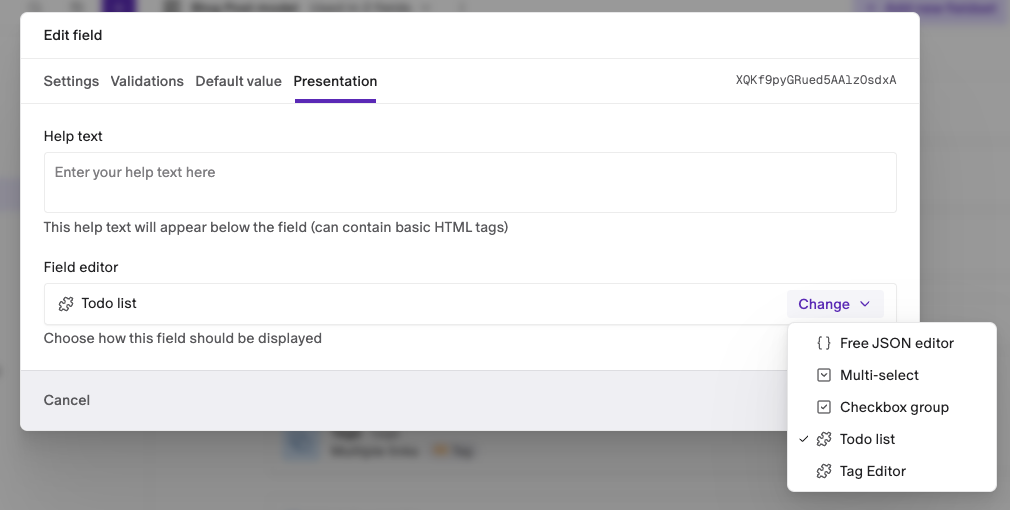 Edit field
Settings Validations Default value Presentation XQKf9pyGRued5AAlzOsdxA
Help text
Enter your help text here
This help text will appear below the field (can contain basic HTML tags)
Field editor
Todo list Change
Choose how this field should be displayed
Free JSON editor
Multi-select
Checkbox group
Todo list
Tag Editor
Cancel